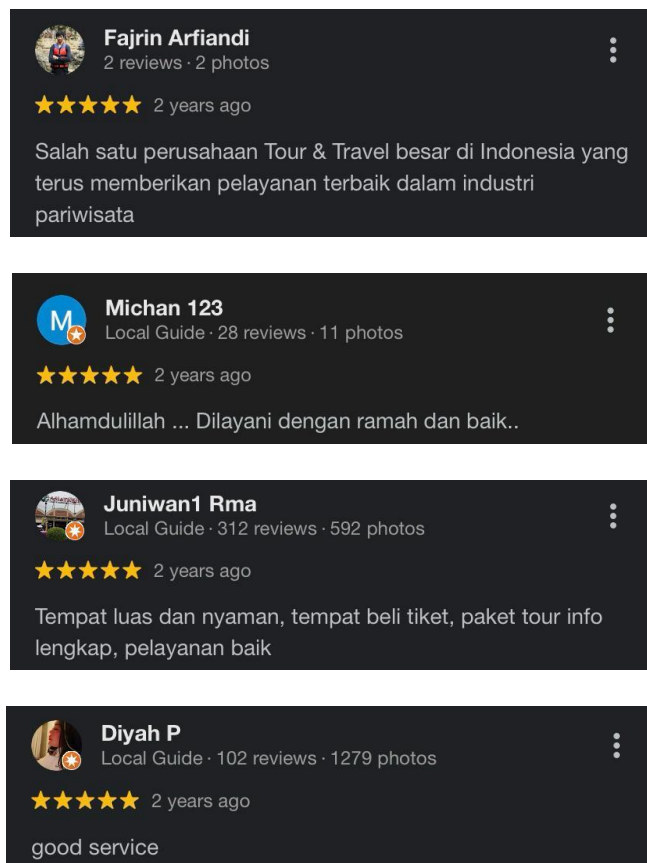 Fajrin Arfiandi
2 reviews · 2 photos
2 years ago
Salah satu perusahaan Tour & Travel besar di Indonesia yang
terus memberikan pelayanan terbaik dalam industri
pariwisata
M
Michan 123
Local Guide · 28 reviews · 11 photos
2 years ago
Alhamdulillah ... Dilayani dengan ramah dan baik..
Juniwan1 Rma
Local Guide · 312 reviews · 592 photos
2 years ago
Tempat luas dan nyaman, tempat beli tiket, paket tour info
lengkap, pelayanan baik
Diyah P
Local Guide · 102 reviews · 1279 photos
2 years ago
good service